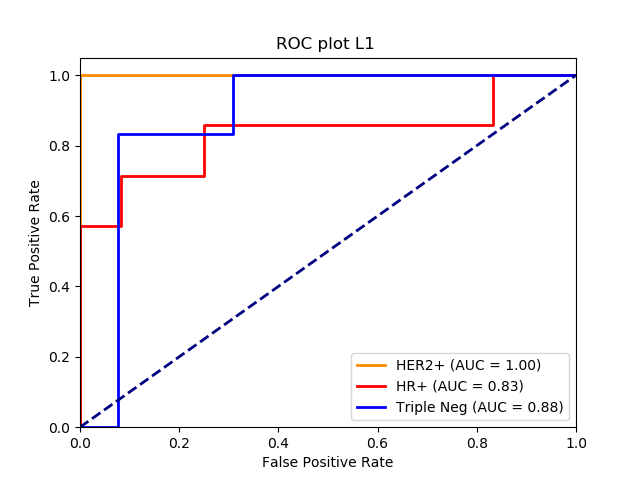 ROC plot L1
True Positive Rate
1.0
0.8
0.6
0.4
0.2
0.0
HER2+ (AUC = 1.00)
HR+ (AUC = 0.83)
Triple Neg (AUC = 0.88)
0.0 0.2 0.4 0.6 0.8 1.0
False Positive Rate